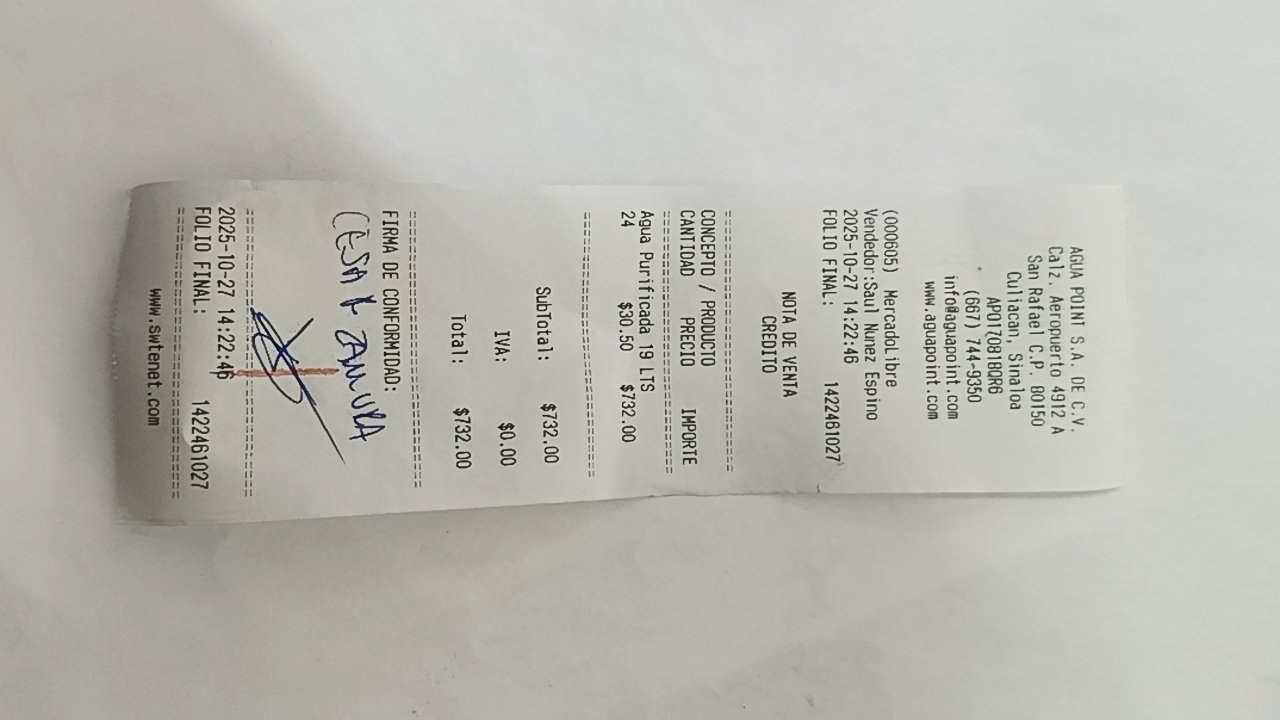 AGUA POINT S.A. DE C.V.
Calz. Aeropuerto 4912 A
San Rafael C.P. 80150
Culiacan, Sinaloa
APO170818QR6
(667) 744-9350
info@aguapoint.com
www.aguapoint.com
(000605) MercadoLibre
Vendedor:Saul Nunez Espino
2025-10-27 14:22:46
FOLIO FINAL: 1422461027
NOTA DE VENTA
CREDITO
CONCEPTO / PRODUCTO
CANTIDAD PRECIO IMPORTE
Agua Purificada 19 LTS
24 $30.50 $732.00
SubTotal: $732.00
IVA: $0.00
Total: $732.00
FIRMA DE CONFORMIDAD:
CESAR ZAMORA
2025-10-27 14:22:46
FOLIO FINAL: 1422461027
www.swtenet.com